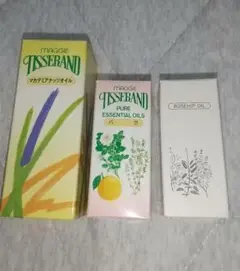 MAGGIE
TISSERAND
マカデミアナッツオイル
MAGGIE
TISSERAND
PURE
ESSENTIAL OILS
ROSEHIP OIL